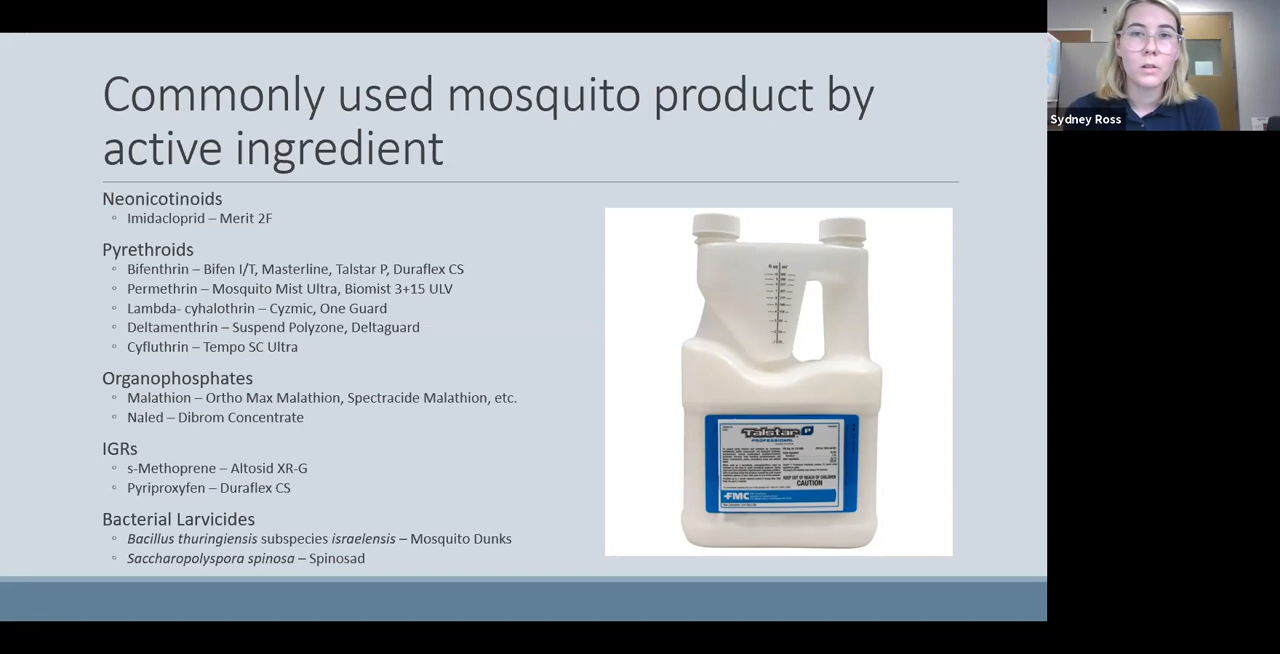 Commonly used mosquito product by
active ingredient
Neonicotinoids
◦ Imidacloprid – Merit 2F
Pyrethroids
◦ Bifenthrin – Bifen I/T, Masterline, Talstar P, Duraflex CS
◦ Permethrin – Mosquito Mist Ultra, Biomist 3+15 ULV
◦ Lambda- cyhalothrin – Cyzmic, One Guard
◦ Deltamenthrin – Suspend Polyzone, Deltaguard
◦ Cyfluthrin – Tempo SC Ultra
Organophosphates
◦ Malathion – Ortho Max Malathion, Spectracide Malathion, etc.
◦ Naled – Dibrom Concentrate
IGRs
◦ s-Methoprene – Altosid XR-G
◦ Pyriproxyfen – Duraflex CS
Bacterial Larvicides
◦ Bacillus thuringiensis subspecies israelensis – Mosquito Dunks
◦ Saccharopolyspora spinosa – Spinosad
Talstar P
PROFESSIONAL
KEEP OUT OF REACH OF CHILDREN
CAUTION
FMC
Sydney Ross